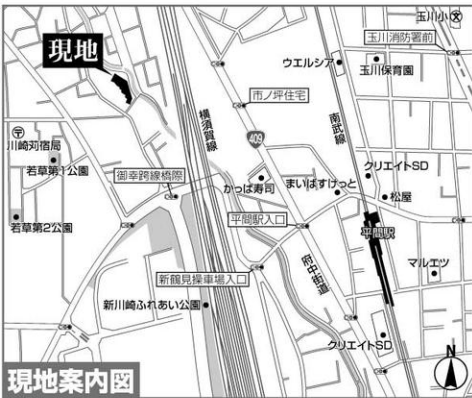 玉川小
玉川消防署前
現地
ウエルシア
玉川保育園
市ノ坪住宅
横須賀線
409
南武線
川崎苅宿局
若草第1公園
御幸跨線橋際
かっぱ寿司
まいばすけっと
クリエイトSD
松屋
若草第2公園
平間駅入口
平間駅
マルエツ
府中街道
新鶴見操車場入口
新川崎ふれあい公園
クリエイトSD
現地案内図
N